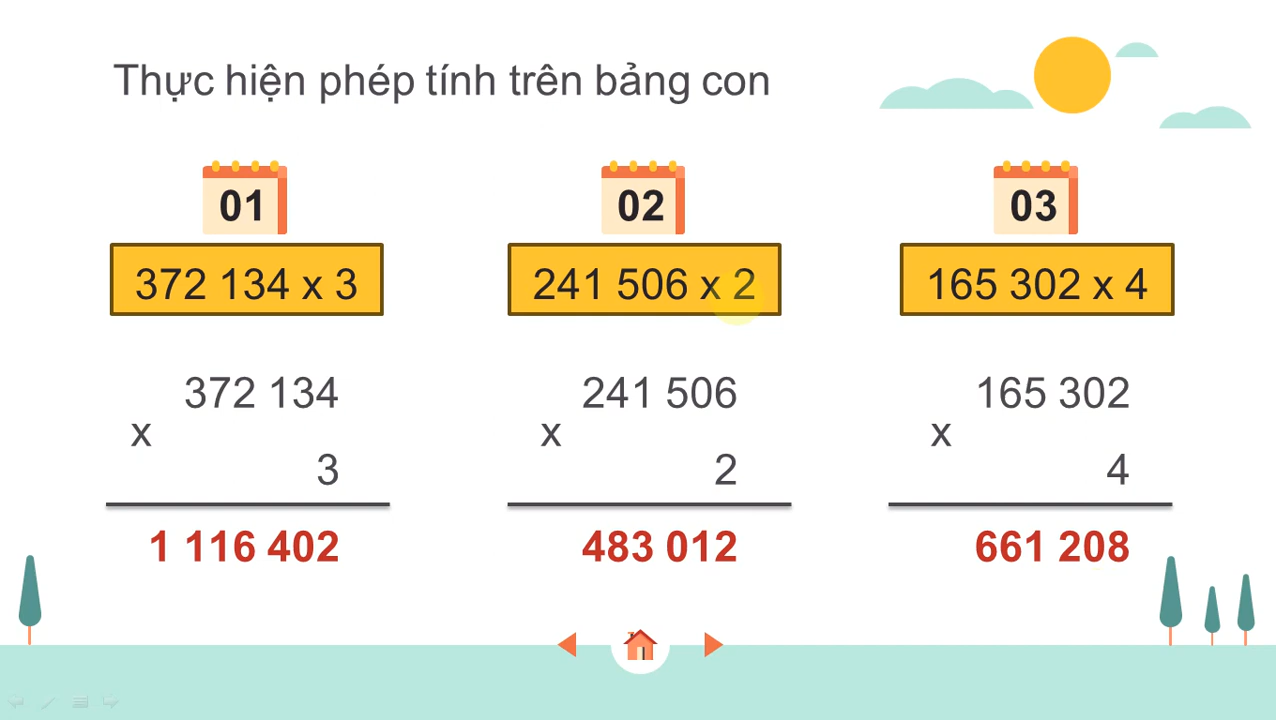 Thực hiện phép tính trên bảng con
01
02
03
372 134 x 3
241 506 x 2
165 302 x 4
372 134
x
3
1 116 402
241 506
x
2
483 012
165 302
x
4
661 208